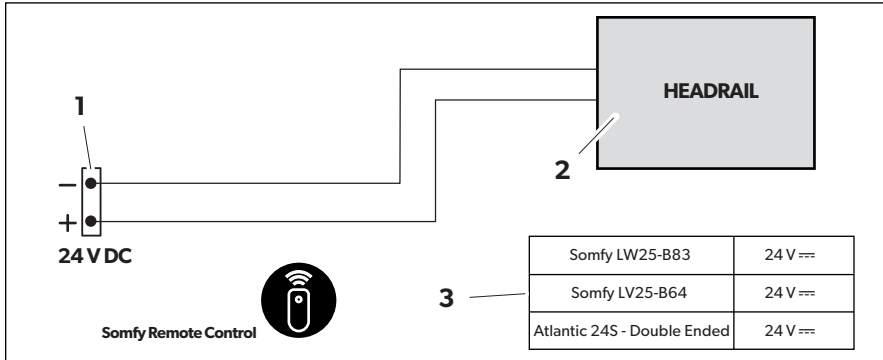 HEADRAIL
1
2
−
+
24 V DC
Somfy Remote Control
3
Somfy LW25-B83 24 V ⎓
Somfy LV25-B64 24 V ⎓
Atlantic 24S - Double Ended 24 V ⎓